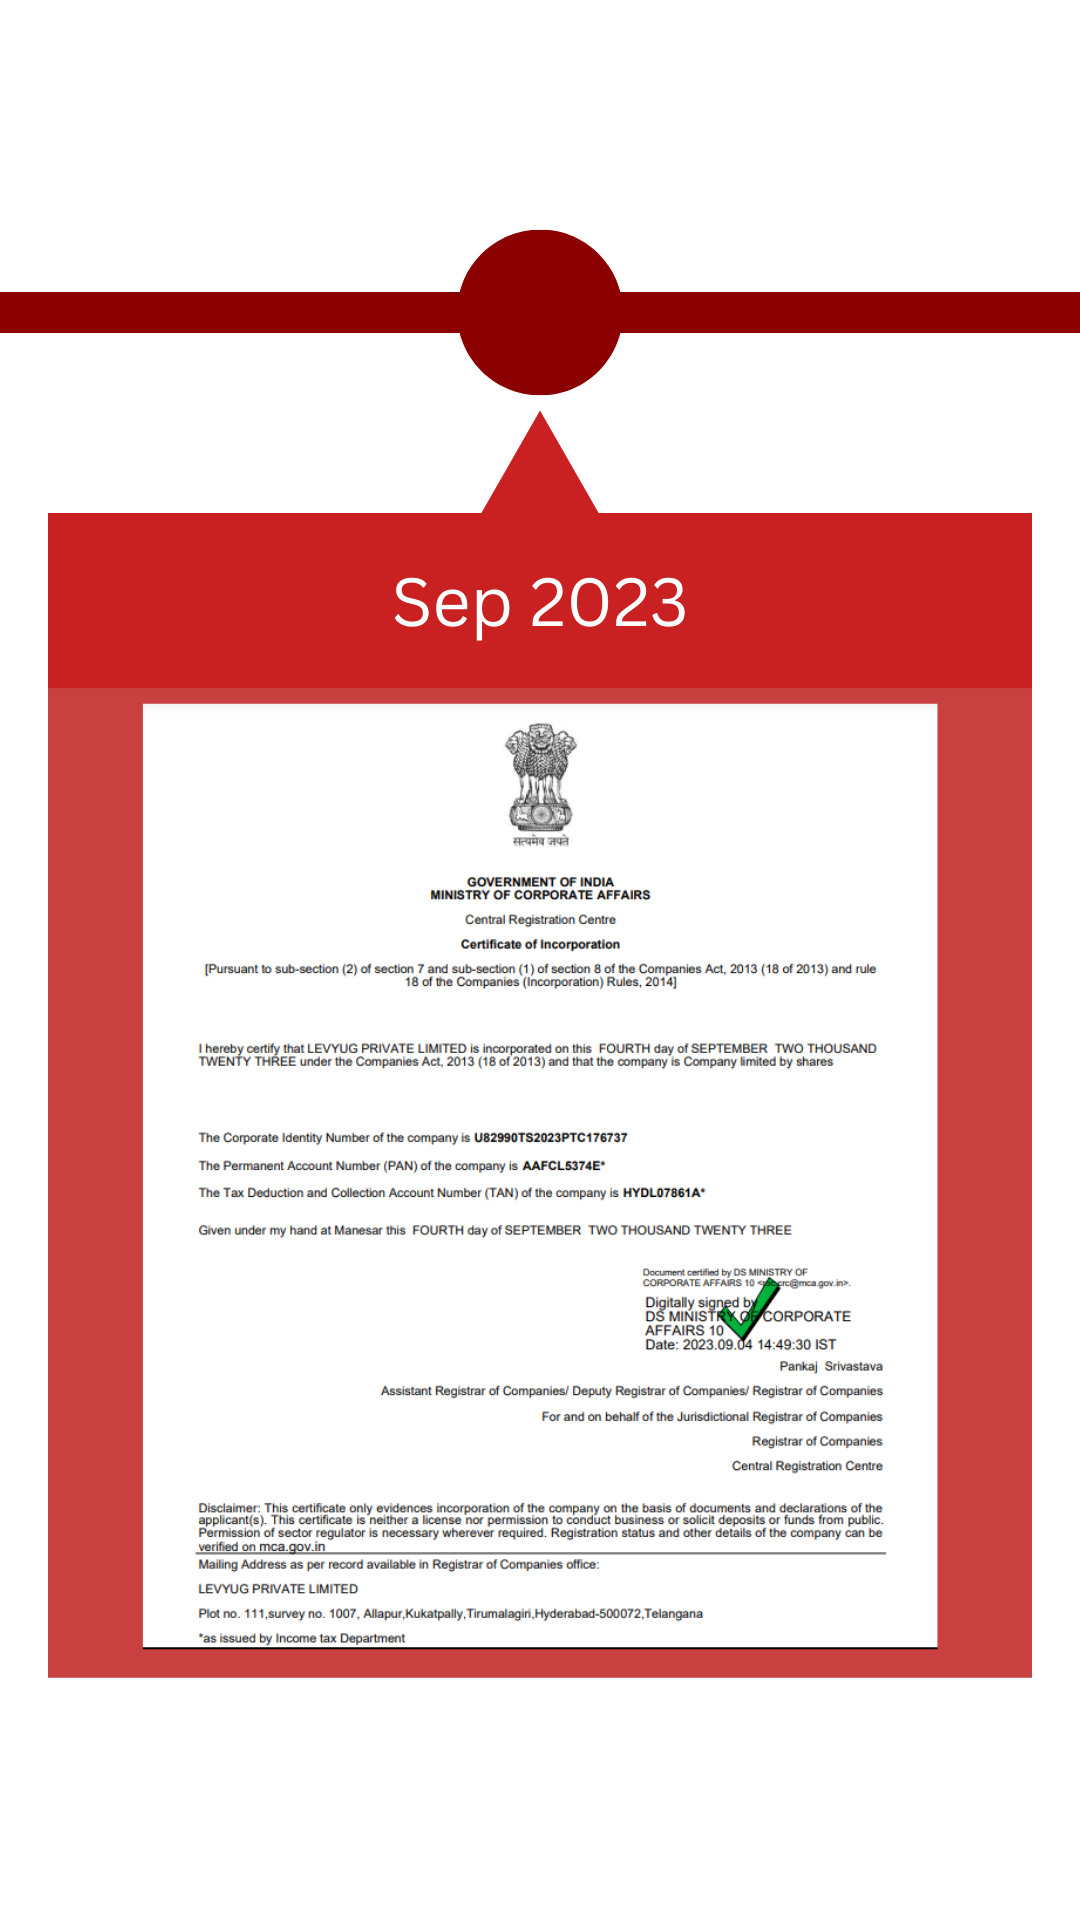 Sep 2023
सत्यमेव जयते
GOVERNMENT OF INDIA
MINISTRY OF CORPORATE AFFAIRS
Central Registration Centre
Certificate of Incorporation
[Pursuant to sub-section (2) of section 7 and sub-section (1) of section 8 of the Companies Act, 2013 (18 of 2013) and rule
18 of the Companies (Incorporation) Rules, 2014]
I hereby certify that LEVYUG PRIVATE LIMITED is incorporated on this FOURTH day of SEPTEMBER TWO THOUSAND
TWENTY THREE under the Companies Act, 2013 (18 of 2013) and that the company is Company limited by shares
The Corporate Identity Number of the company is U82990TS2023PTC176737
The Permanent Account Number (PAN) of the company is AAFCL5374E*
The Tax Deduction and Collection Account Number (TAN) of the company is HYDL07861A*
Given under my hand at Manesar this FOURTH day of SEPTEMBER TWO THOUSAND TWENTY THREE
Document certified by DS MINISTRY OF
CORPORATE AFFAIRS 10 <roc.crc@mca.gov.in>.
Digitally signed by
DS MINISTRY OF CORPORATE
AFFAIRS 10
Date: 2023.09.04 14:49:30 IST
Pankaj Srivastava
Assistant Registrar of Companies/ Deputy Registrar of Companies/ Registrar of Companies
For and on behalf of the Jurisdictional Registrar of Companies
Registrar of Companies
Central Registration Centre
Disclaimer: This certificate only evidences incorporation of the company on the basis of documents and declarations of the
applicant(s). This certificate is neither a license nor permission to conduct business or solicit deposits or funds from public.
Permission of sector regulator is necessary wherever required. Registration status and other details of the company can be
verified on mca.gov.in
Mailing Address as per record available in Registrar of Companies office:
LEVYUG PRIVATE LIMITED
Plot no. 111,survey no. 1007, Allapur,Kukatpally,Tirumalagiri,Hyderabad-500072,Telangana
*as issued by Income tax Department